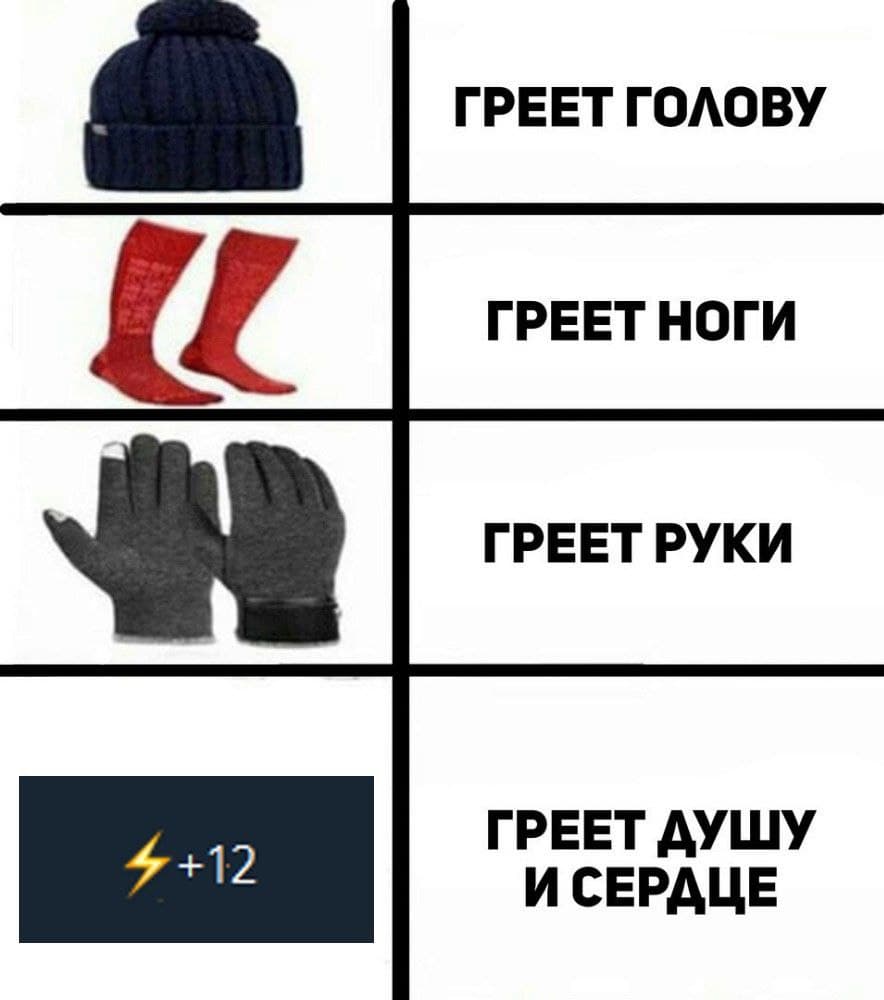 ГРЕЕТ ГОЛОВУ
ГРЕЕТ НОГИ
ГРЕЕТ РУКИ
⚡+12
ГРЕЕТ ДУШУ
И СЕРДЦЕ